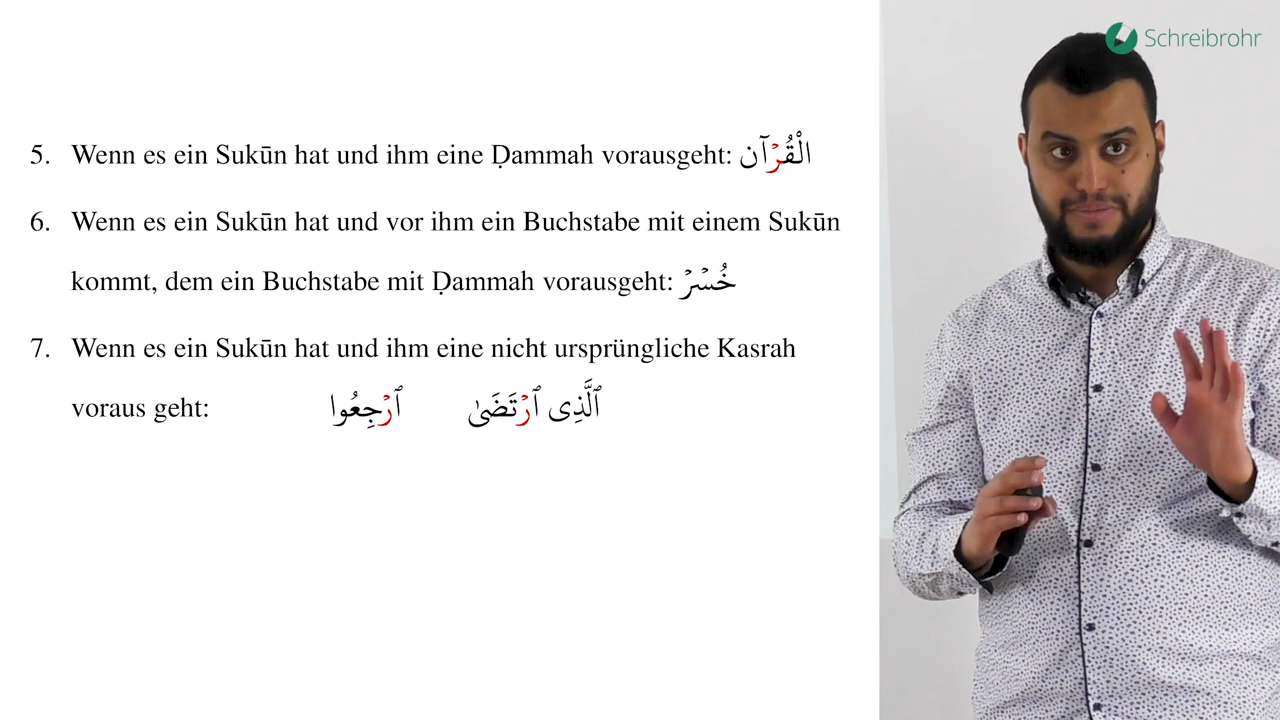 Schreibrohr
5. Wenn es ein Sukūn hat und ihm eine Ḍammah vorausgeht: الْقُرْآن
6. Wenn es ein Sukūn hat und vor ihm ein Buchstabe mit einem Sukūn
kommt, dem ein Buchstabe mit Ḍammah vorausgeht: خُسْرْ
7. Wenn es ein Sukūn hat und ihm eine nicht ursprüngliche Kasrah
voraus geht: ٱلَّذِى ٱرْتَضَىٰ ٱرْجِعُوا